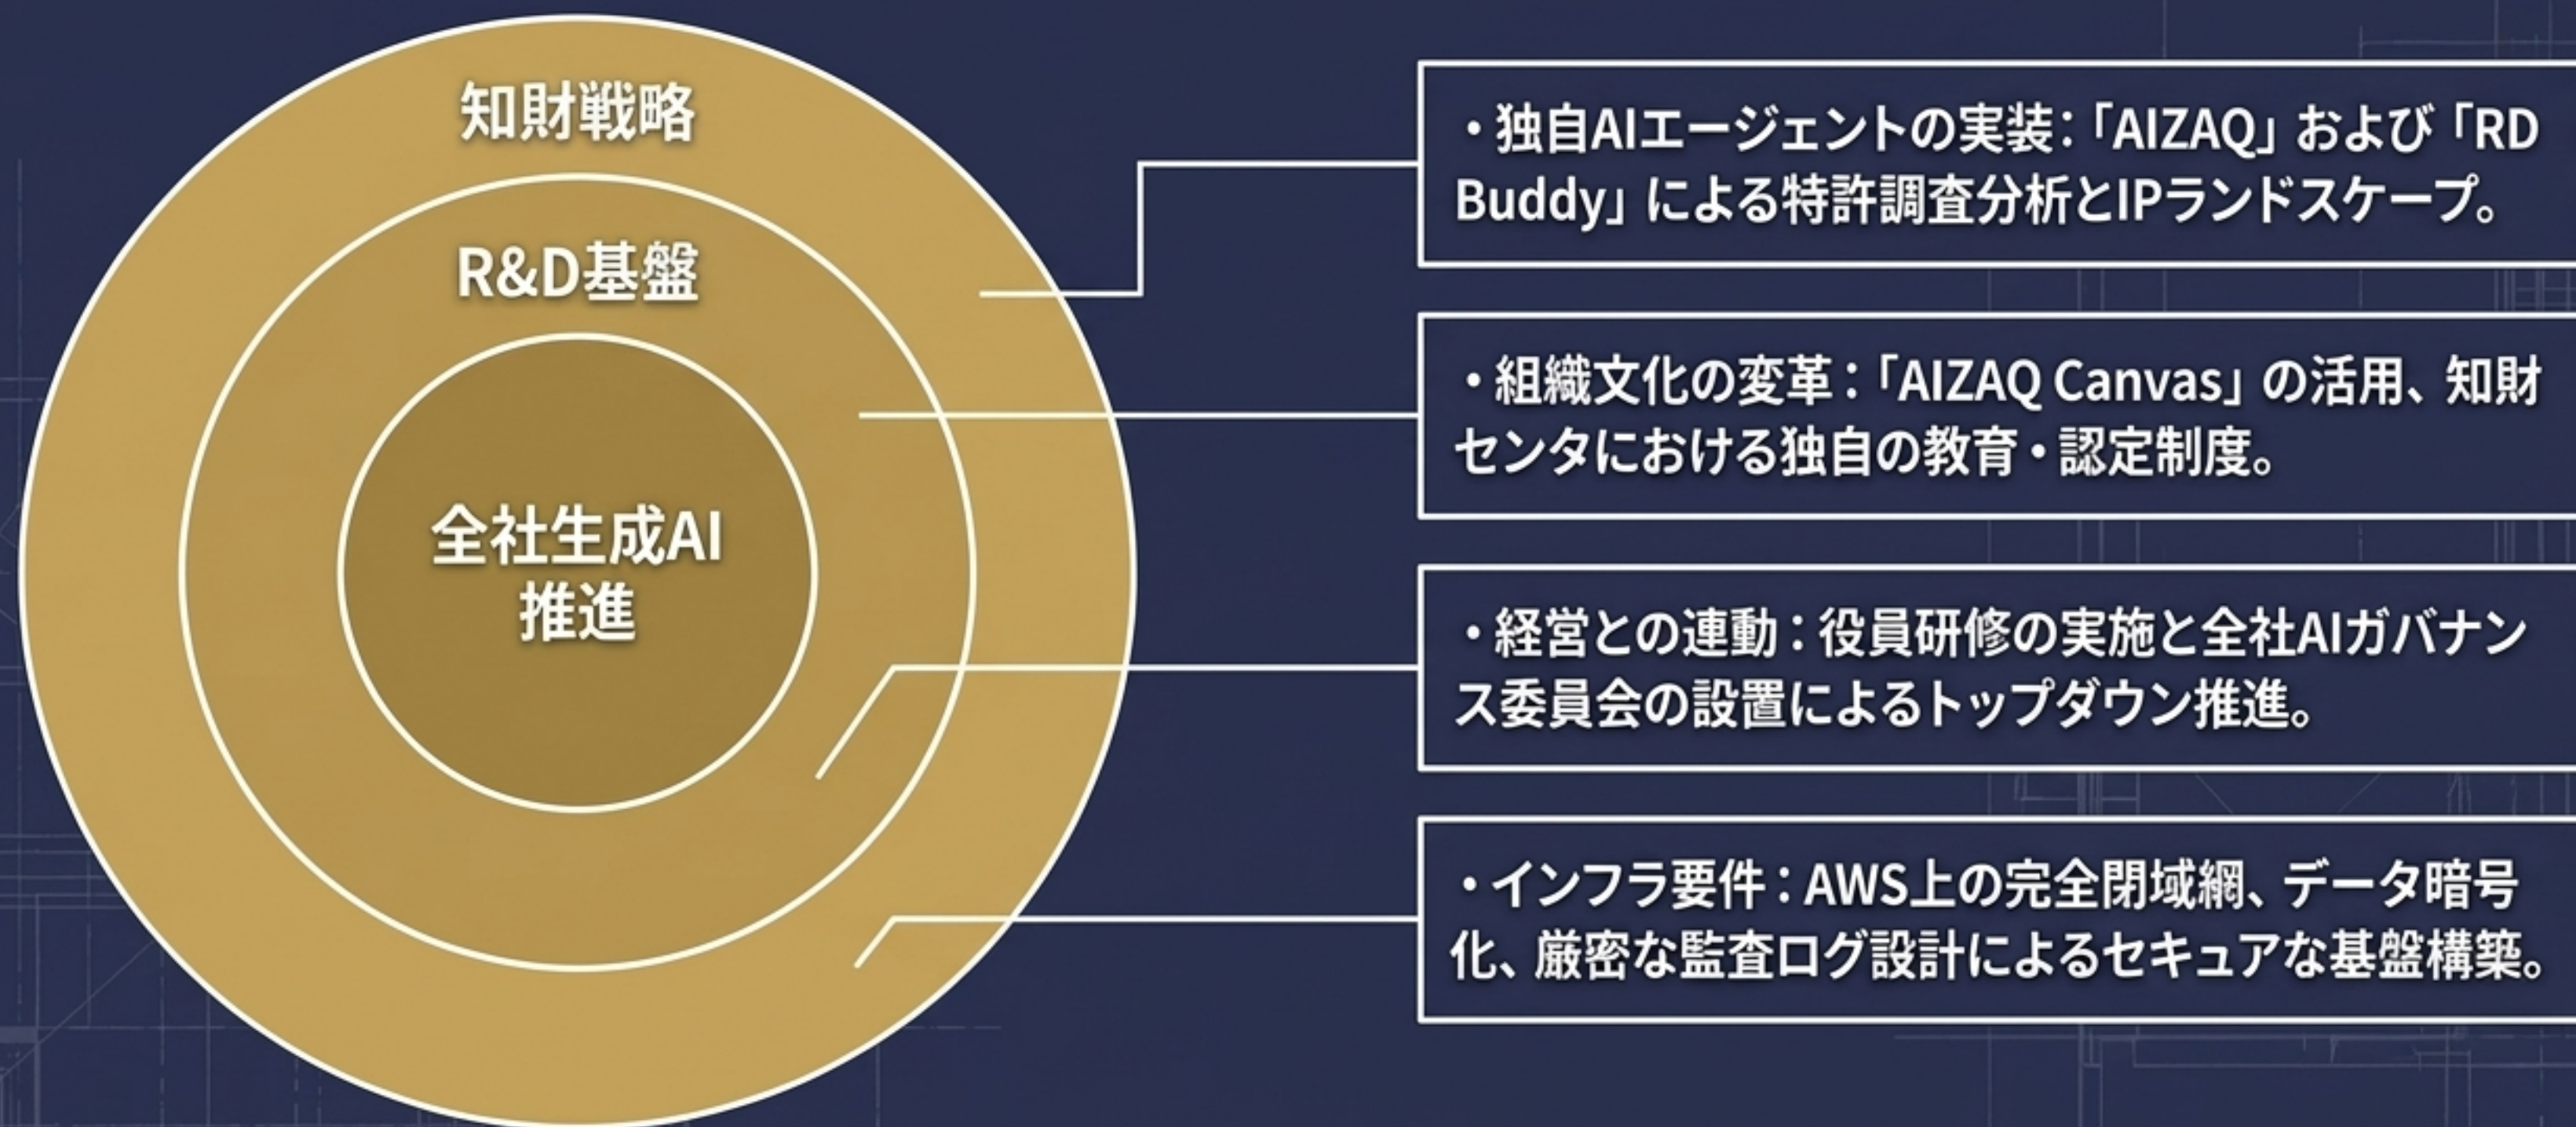 知財戦略
R&D基盤
全社生成AI
推進
・独自AIエージェントの実装：「AIZAQ」および「RD
Buddy」による特許調査分析とIPランドスケープ。
・組織文化の変革：「AIZAQ Canvas」の活用、知財
センタにおける独自の教育・認定制度。
・経営との連動：役員研修の実施と全社AIガバナン
ス委員会の設置によるトップダウン推進。
・インフラ要件：AWS上の完全閉域網、データ暗号
化、厳密な監査ログ設計によるセキュアな基盤構築。